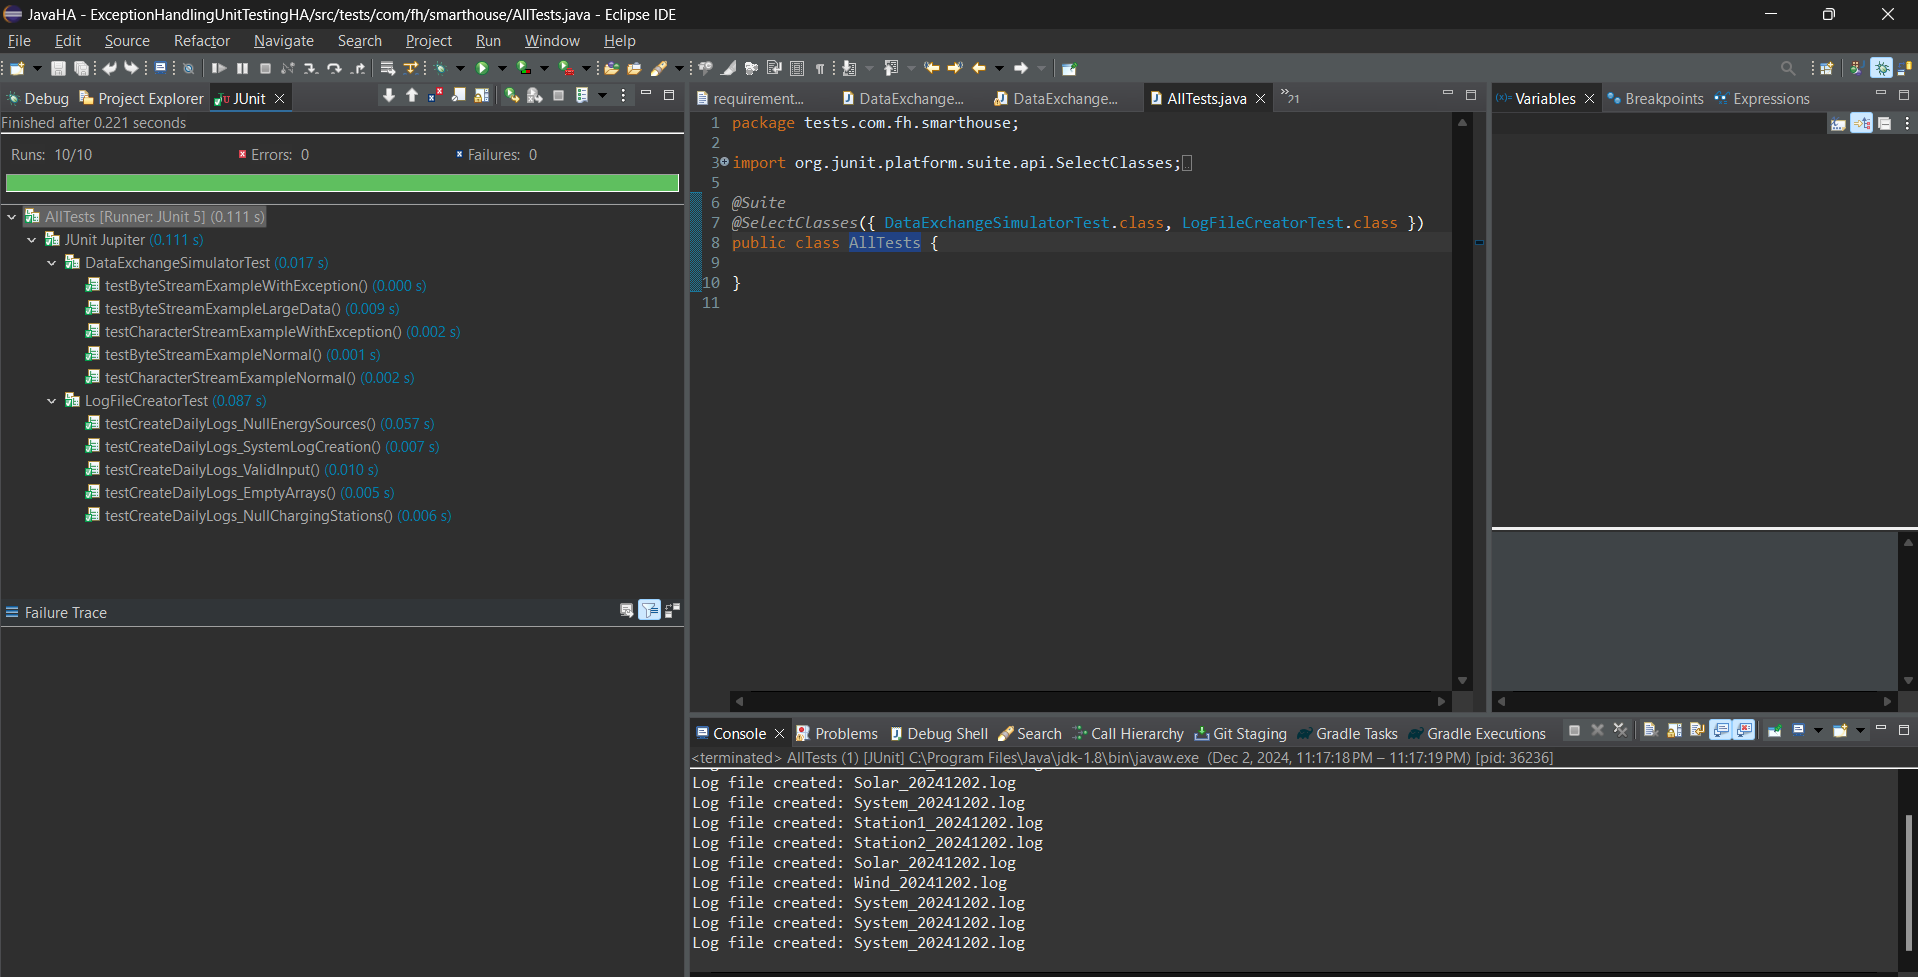 JavaHA - ExceptionHandlingUnitTestingHA/src/tests/com/fh/smarthouse/AllTests.java - Eclipse IDE
File Edit Source Refactor Navigate Search Project Run Window Help
Debug Project Explorer JUnit
Finished after 0.221 seconds
Runs: 10/10 Errors: 0 Failures: 0
AllTests [Runner: JUnit 5] (0.111 s)
JUnit Jupiter (0.111 s)
DataExchangeSimulatorTest (0.017 s)
testByteStreamExampleWithException() (0.000 s)
testByteStreamExampleLargeData() (0.009 s)
testCharacterStreamExampleWithException() (0.002 s)
testByteStreamExampleNormal() (0.001 s)
testCharacterStreamExampleNormal() (0.002 s)
LogFileCreatorTest (0.087 s)
testCreateDailyLogs_NullEnergySources() (0.057 s)
testCreateDailyLogs_SystemLogCreation() (0.007 s)
testCreateDailyLogs_ValidInput() (0.010 s)
testCreateDailyLogs_EmptyArrays() (0.005 s)
testCreateDailyLogs_NullChargingStations() (0.006 s)
Failure Trace
requirement... DataExchange... DataExchange... AllTests.java 21
1 package tests.com.fh.smarthouse;
2
3 import org.junit.platform.suite.api.SelectClasses;
5
6 @Suite
7 @SelectClasses({ DataExchangeSimulatorTest.class, LogFileCreatorTest.class })
8 public class AllTests {
9
10 }
11
Variables Breakpoints Expressions
Console Problems Debug Shell Search Call Hierarchy Git Staging Gradle Tasks Gradle Executions
<terminated> AllTests (1) [JUnit] C:\Program Files\Java\jdk-1.8\bin\javaw.exe (Dec 2, 2024, 11:17:18 PM – 11:17:19 PM) [pid: 36236]
Log file created: Solar_20241202.log
Log file created: System_20241202.log
Log file created: Station1_20241202.log
Log file created: Station2_20241202.log
Log file created: Solar_20241202.log
Log file created: Wind_20241202.log
Log file created: System_20241202.log
Log file created: System_20241202.log
Log file created: System_20241202.log